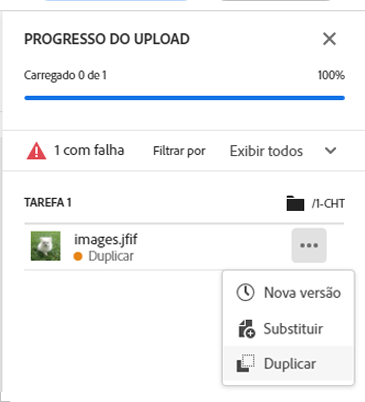 PROGRESSO DO UPLOAD
Carregado 0 de 1 100%
1 com falha Filtrar por Exibir todos
TAREFA 1 /1-CHT
images.jfif
Duplicar
Nova versão
Substituir
Duplicar